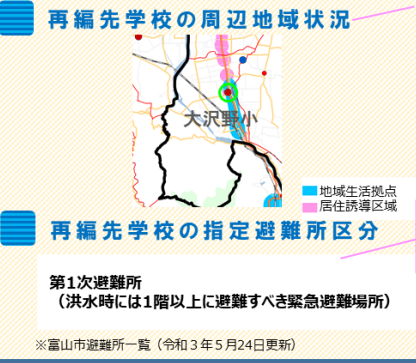 再編先学校の周辺地域状況
大沢野小
地域生活拠点
居住誘導区域
再編先学校の指定避難所区分
第1次避難所
（洪水時には1階以上に避難すべき緊急避難場所）
※富山市避難所一覧（令和３年５月24日更新）